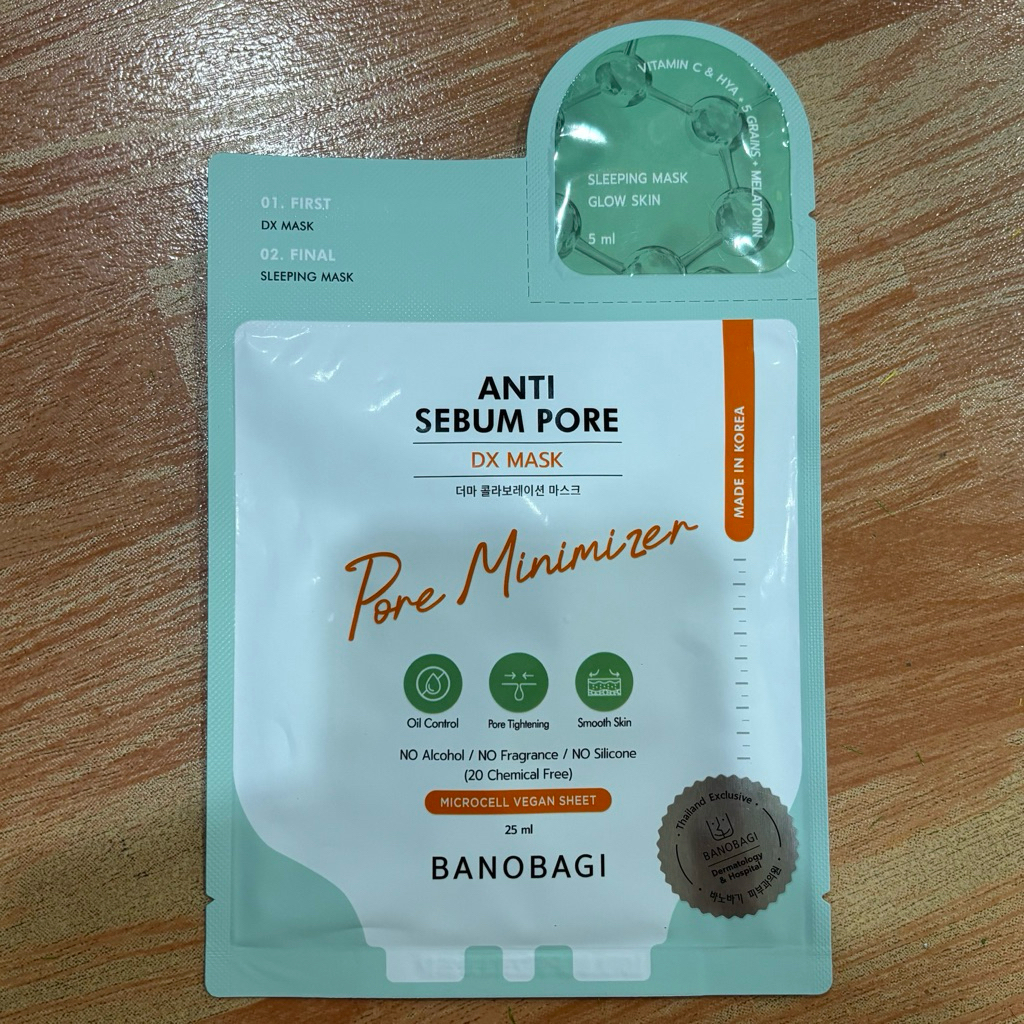 VITAMIN C & HYA • 5 GRAINS + MELATONIN
SLEEPING MASK
GLOW SKIN
5 ml
01. FIRST
DX MASK
02. FINAL
SLEEPING MASK
ANTI
SEBUM PORE
DX MASK
더마 콜라보레이션 마스크
MADE IN KOREA
Pore Minimizer
Oil Control
Pore Tightening
Smooth Skin
NO Alcohol / NO Fragrance / NO Silicone
(20 Chemical Free)
MICROCELL VEGAN SHEET
25 ml
BANOBAGI
• Thailand Exclusive •
BANOBAGI
Dermatology
& Hospital
• 바노바기 피부과의원 •